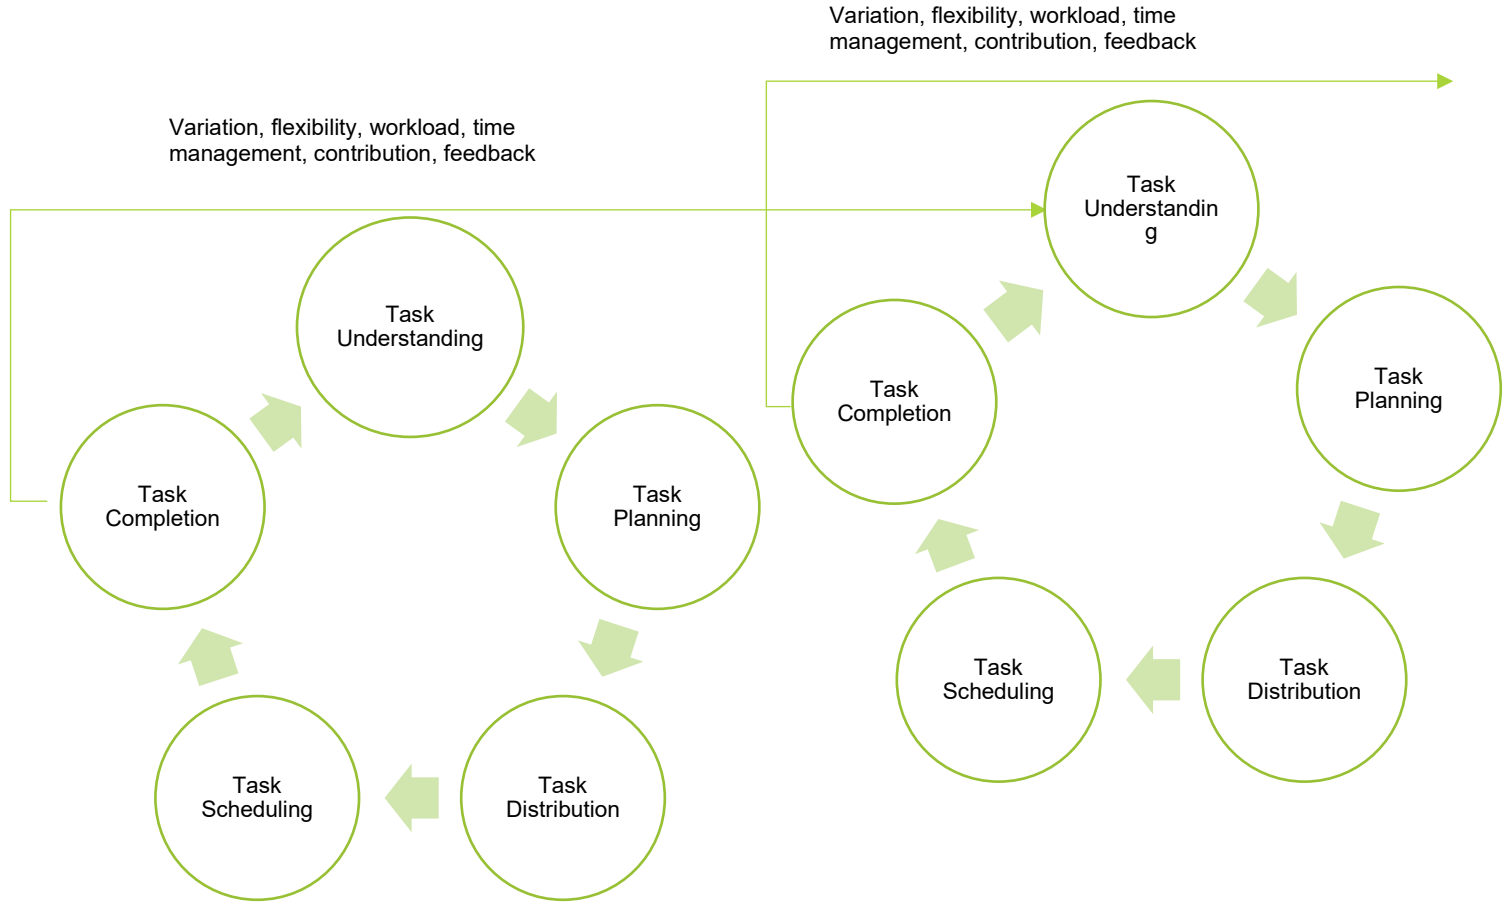 Variation, flexibility, workload, time
management, contribution, feedback
Variation, flexibility, workload, time
management, contribution, feedback
Task
Understanding
Task
Planning
Task
Distribution
Task
Scheduling
Task
Completion
Task
Understandin
g
Task
Planning
Task
Distribution
Task
Scheduling
Task
Completion